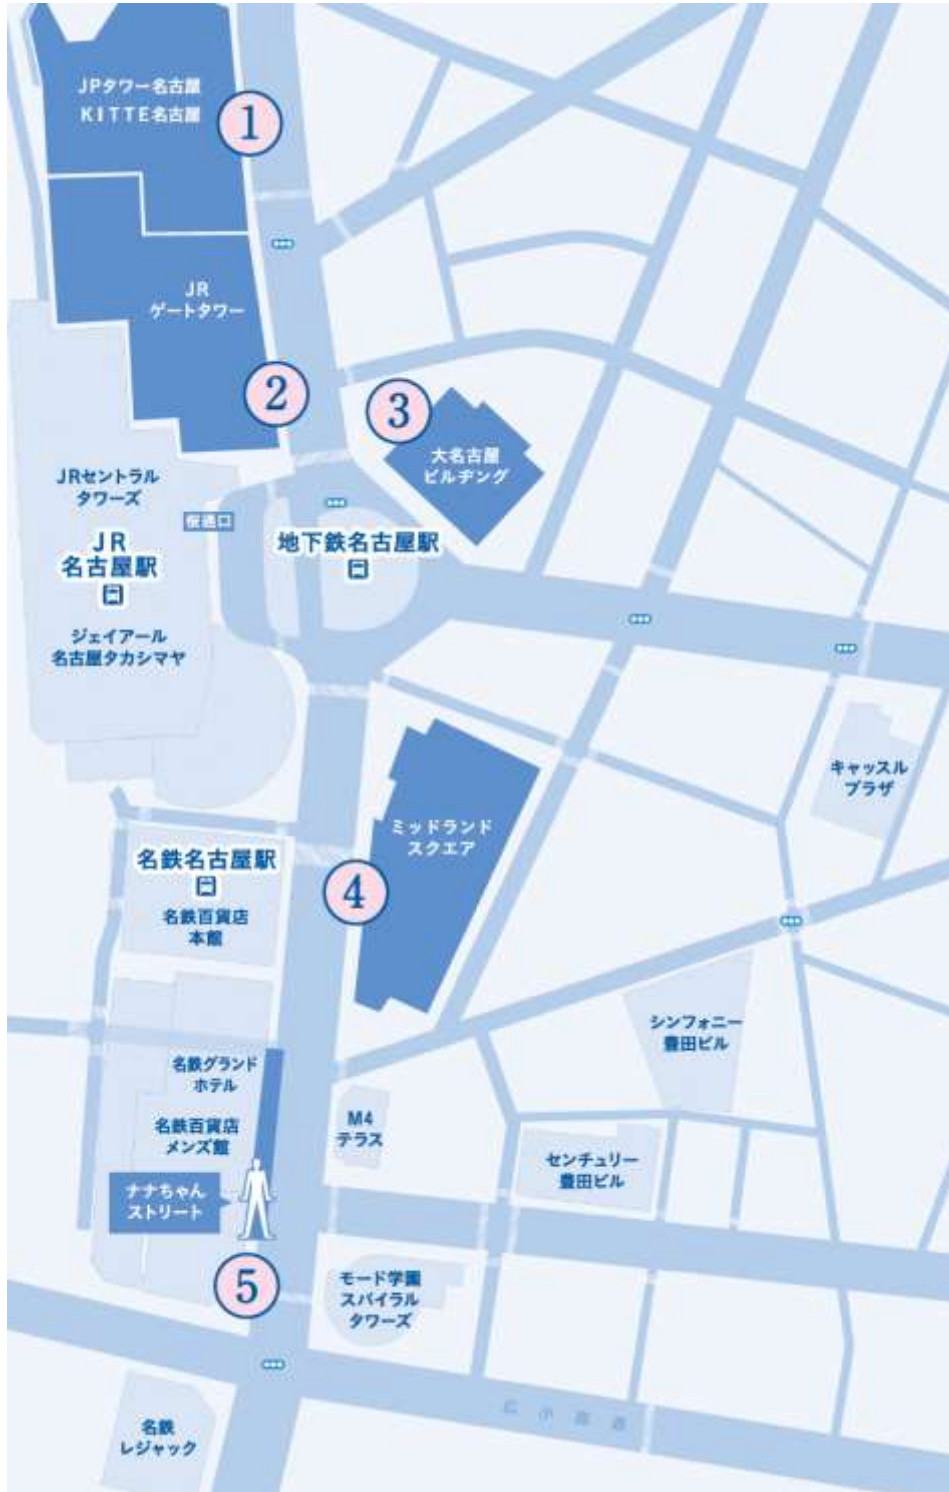 JPタワー名古屋
KITTE名古屋
1
JR
ゲートタワー
2
3
大名古屋
ビルヂング
JRセントラル
タワーズ
桜通口
JR
名古屋駅
地下鉄名古屋駅
ジェイアール
名古屋タカシマヤ
キャッスル
プラザ
ミッドランド
スクエア
名鉄名古屋駅
4
名鉄百貨店
本館
シンフォニー
豊田ビル
名鉄グランド
ホテル
M4
テラス
名鉄百貨店
メンズ館
センチュリー
豊田ビル
ナナちゃん
ストリート
5
モード学園
スパイラル
タワーズ
広小路通
名鉄
レジャック